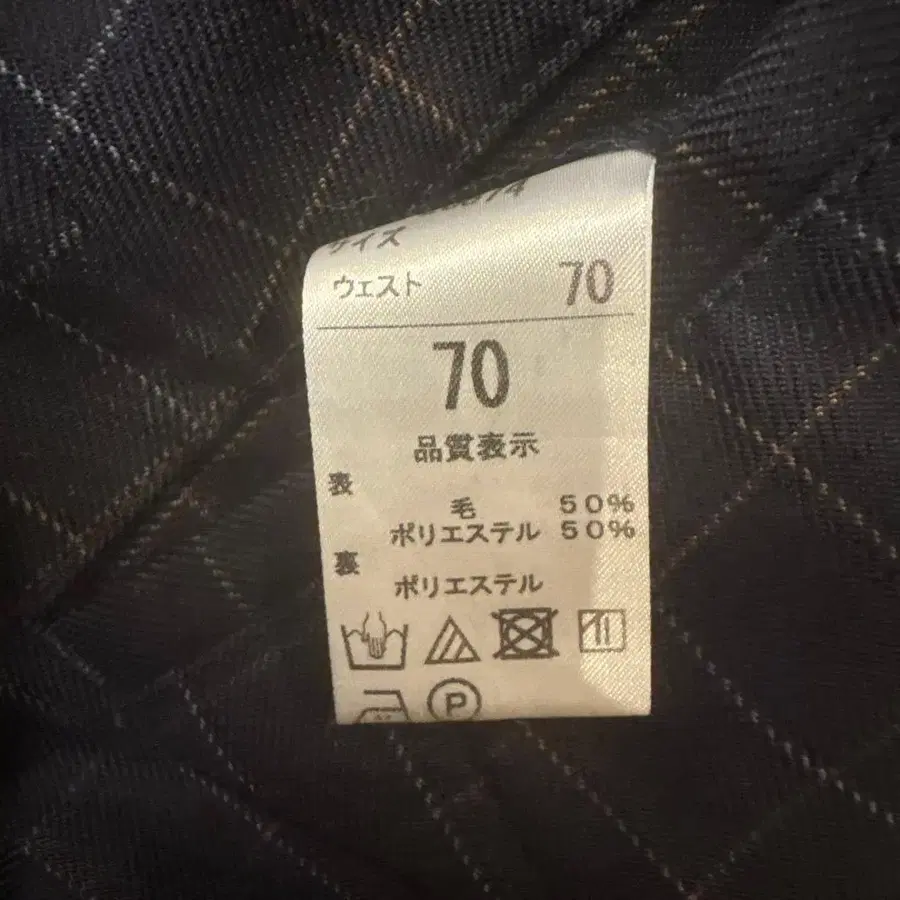 サイズ
ウェスト 70
70
品質表示
表
毛 50%
ポリエステル 50%
裏
ポリエステル
P